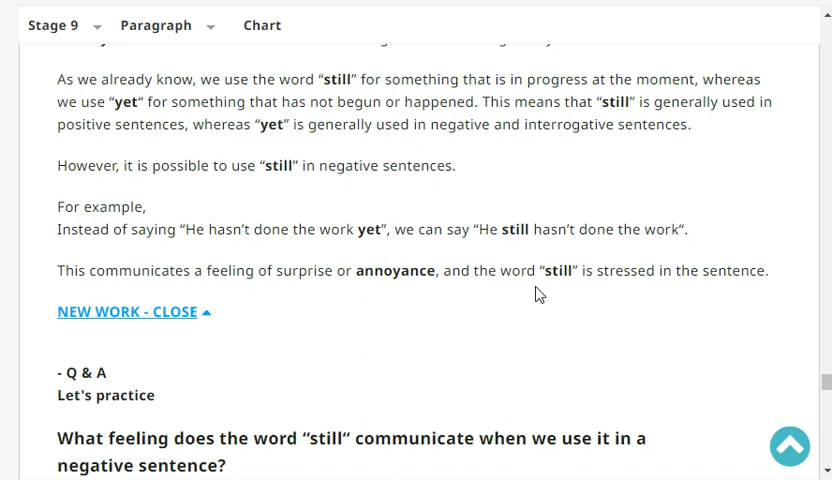 Stage 9 Paragraph Chart
As we already know, we use the word “still” for something that is in progress at the moment, whereas
we use “yet“ for something that has not begun or happened. This means that “still” is generally used in
positive sentences, whereas “yet” is generally used in negative and interrogative sentences.
However, it is possible to use “still” in negative sentences.
For example,
Instead of saying “He hasn’t done the work yet”, we can say “He still hasn’t done the work“.
This communicates a feeling of surprise or annoyance, and the word “still” is stressed in the sentence.
NEW WORK - CLOSE
- Q & A
Let's practice
What feeling does the word “still“ communicate when we use it in a
negative sentence?